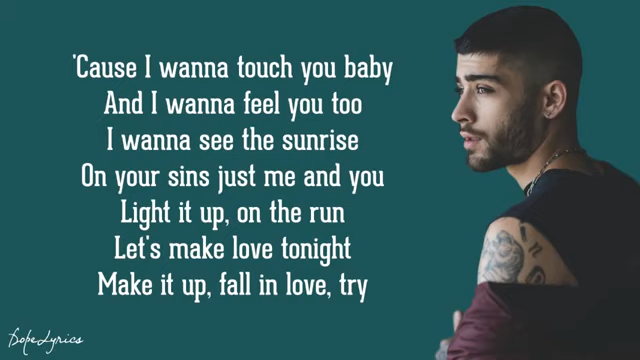 'Cause I wanna touch you baby
And I wanna feel you too
I wanna see the sunrise
On your sins just me and you
Light it up, on the run
Let's make love tonight
Make it up, fall in love, try
DopeLyrics